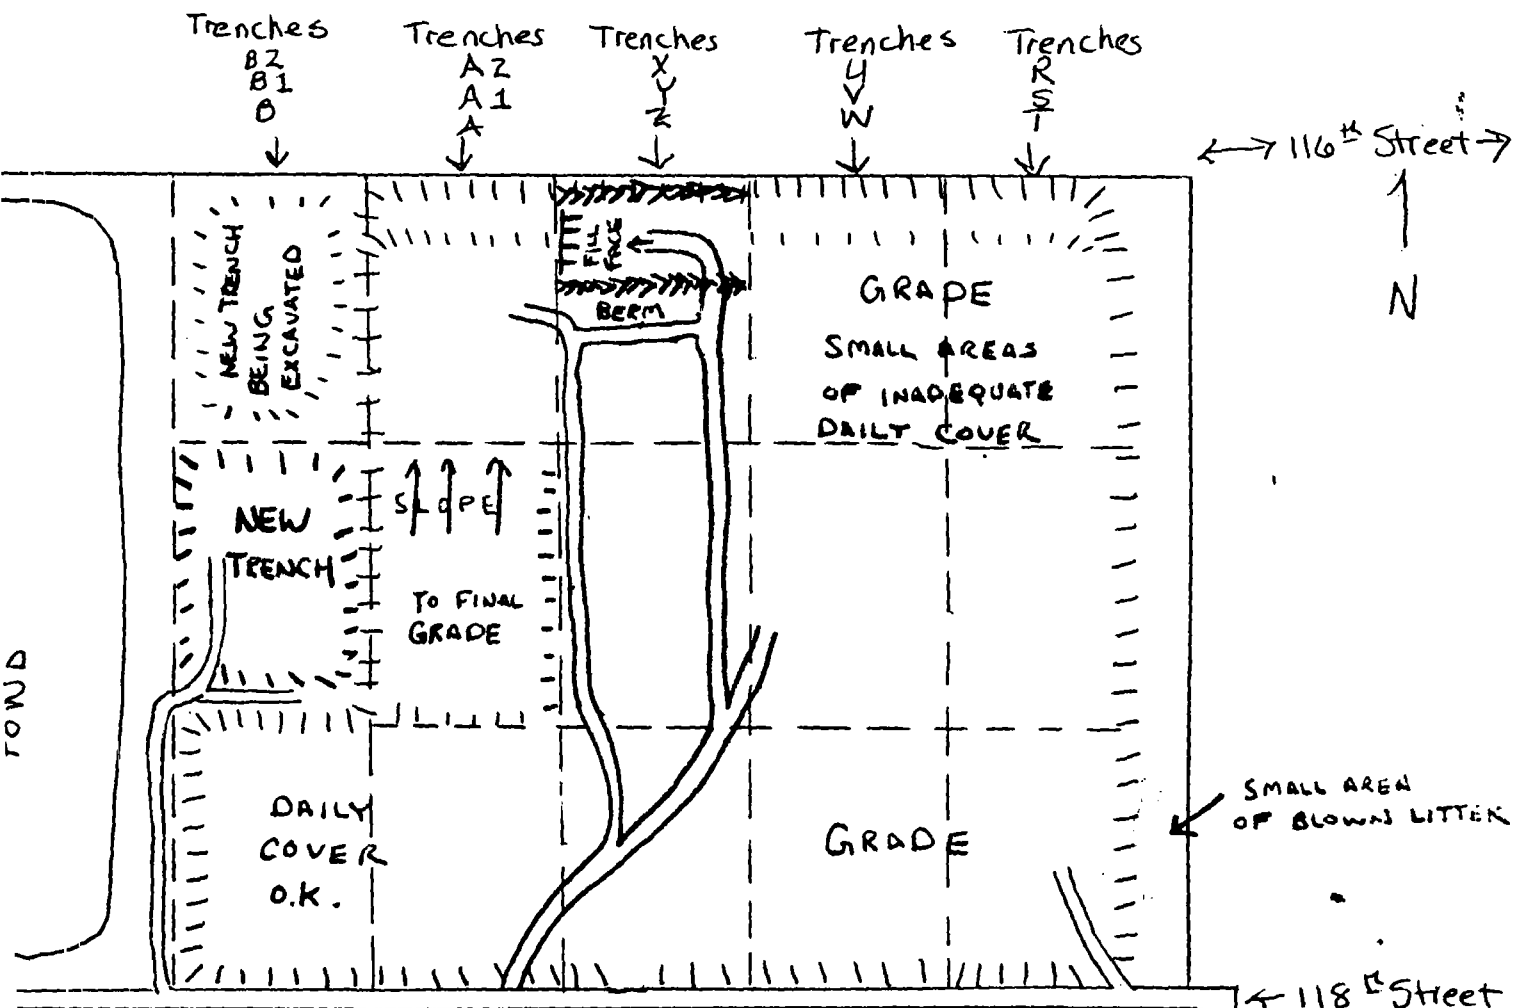 Trenches
B2
B1
B
Trenches
A2
A1
A
Trenches
X
Y
Z
Trenches
U
V
W
Trenches
R
S
T
116th Street
N
NEW TRENCH
BEING
EXCAVATED
FILL
FACE
BERM
GRADE
SMALL AREAS
OF INADEQUATE
DAILY COVER
NEW
TRENCH
SLOPE
TO FINAL
GRADE
POND
DAILY
COVER
O.K.
GRADE
SMALL AREA
OF BLOWN LITTER
118th Street